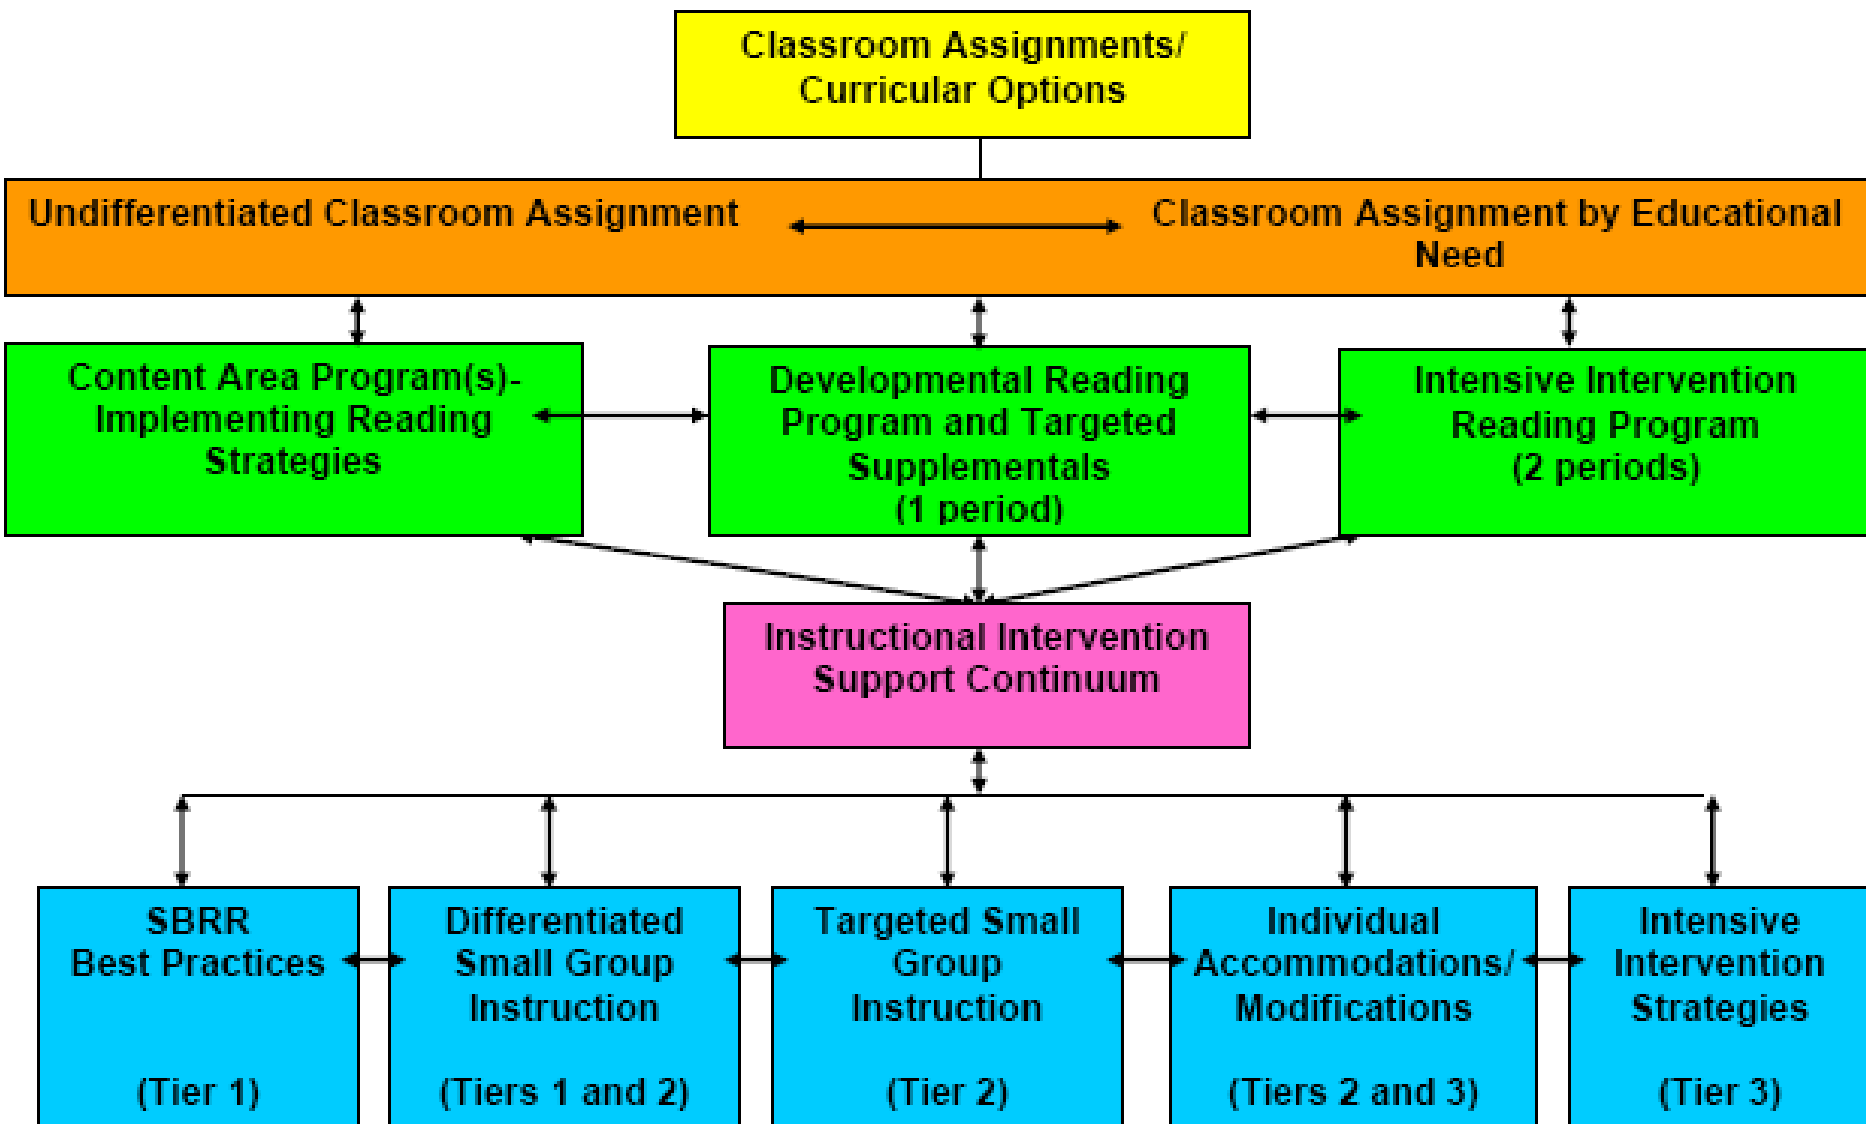 Classroom Assignments/
Curricular Options
Undifferentiated Classroom Assignment
Classroom Assignment by Educational
Need
Content Area Program(s)-
Implementing Reading
Strategies
Developmental Reading
Program and Targeted
Supplementals
(1 period)
Intensive Intervention
Reading Program
(2 periods)
Instructional Intervention
Support Continuum
SBRR
Best Practices
(Tier 1)
Differentiated
Small Group
Instruction
(Tiers 1 and 2)
Targeted Small
Group
Instruction
(Tier 2)
Individual
Accommodations/
Modifications
(Tiers 2 and 3)
Intensive
Intervention
Strategies
(Tier 3)